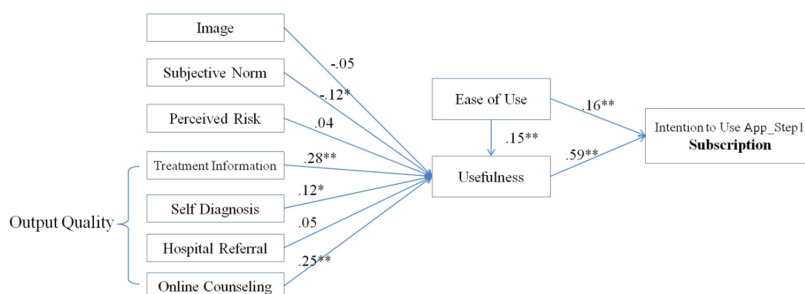 Image
-.05
Subjective Norm
-.12*
Ease of Use
.16**
Perceived Risk
.04
Intention to Use App_Step1
Subscription
.15**
Treatment Information
.28**
Usefulness
.59**
Output Quality
Self Diagnosis
.12*
Hospital Referral
.05
Online Counseling
.25**